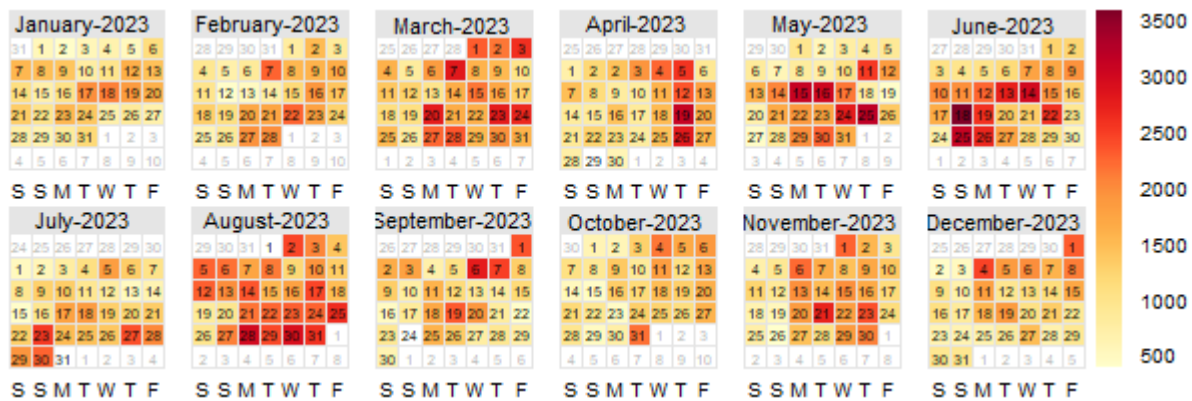 January-2023
31 1 2 3 4 5 6
7 8 9 10 11 12 13
14 15 16 17 18 19 20
21 22 23 24 25 26 27
28 29 30 31 1 2 3
4 5 6 7 8 9 10
S S M T W T F
February-2023
28 29 30 31 1 2 3
4 5 6 7 8 9 10
11 12 13 14 15 16 17
18 19 20 21 22 23 24
25 26 27 28 1 2 3
4 5 6 7 8 9 10
S S M T W T F
March-2023
25 26 27 28 1 2 3
4 5 6 7 8 9 10
11 12 13 14 15 16 17
18 19 20 21 22 23 24
25 26 27 28 29 30 31
1 2 3 4 5 6 7
S S M T W T F
April-2023
25 26 27 28 29 30 31
1 2 2 3 4 5 6
7 8 9 10 11 12 13
14 15 16 17 18 19 20
21 22 23 24 25 26 27
28 29 30 1 2 3 4
S S M T W T F
May-2023
29 30 1 2 3 4 5
6 7 8 9 10 11 12
13 14 15 16 17 18 19
20 21 22 23 24 25 26
27 28 29 30 31 1 2
3 4 5 6 7 8 9
S S M T W T F
June-2023
27 28 29 30 31 1 2
3 4 5 6 7 8 9
10 11 12 13 14 15 16
17 18 19 20 21 22 23
24 25 26 27 28 29 30
1 2 3 4 5 6 7
S S M T W T F
July-2023
24 25 26 27 28 29 30
1 2 3 4 5 6 7
8 9 10 11 12 13 14
15 16 17 18 19 20 21
22 23 24 25 26 27 28
29 30 31 1 2 3 4
S S M T W T F
August-2023
29 30 31 1 2 3 4
5 6 7 8 9 10 11
12 13 14 15 16 17 18
19 20 21 22 23 24 25
26 27 28 29 30 31 1
2 3 4 5 6 7 8
S S M T W T F
September-2023
26 27 28 29 30 31 1
2 3 4 5 6 7 8
9 10 11 12 13 14 15
16 17 18 19 20 21 22
23 24 25 26 27 28 29
30 1 2 3 4 5 6
S S M T W T F
October-2023
30 1 2 3 4 5 6
7 8 9 10 11 12 13
14 15 16 17 18 19 20
21 22 23 24 25 26 27
28 29 30 31 1 2 3
4 5 6 7 8 9 10
S S M T W T F
November-2023
28 29 30 31 1 2 3
4 5 6 7 8 9 10
11 12 13 14 15 16 17
18 19 20 21 22 23 24
25 26 27 28 29 30 1
2 3 4 5 6 7 8
S S M T W T F
December-2023
25 26 27 28 29 30 1
2 3 4 5 6 7 8
9 10 11 12 13 14 15
16 17 18 19 20 21 22
23 24 25 26 27 28 29
30 31 1 2 3 4 5
S S M T W T F
3500
3000
2500
2000
1500
1000
500